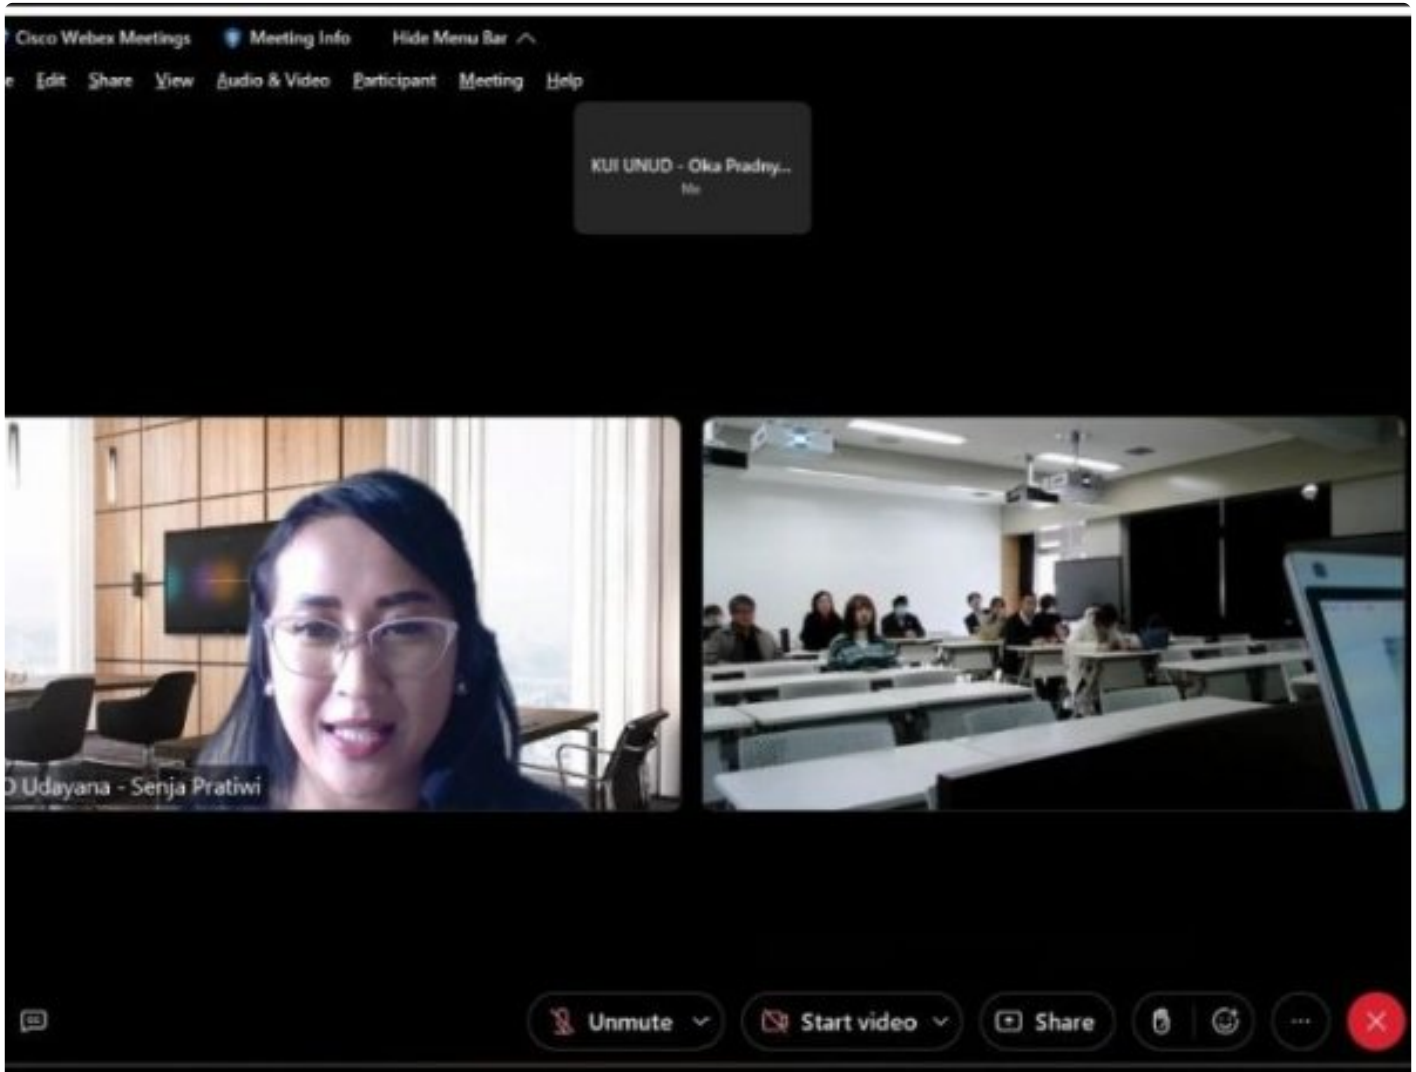 Cisco Webex Meetings Meeting Info Hide Menu Bar
e Edit Share View Audio & Video Participant Meeting Help
KUI UNUD - Oka Pradny...
Me
Udayana - Senja Pratiwi
Unmute Start video Share